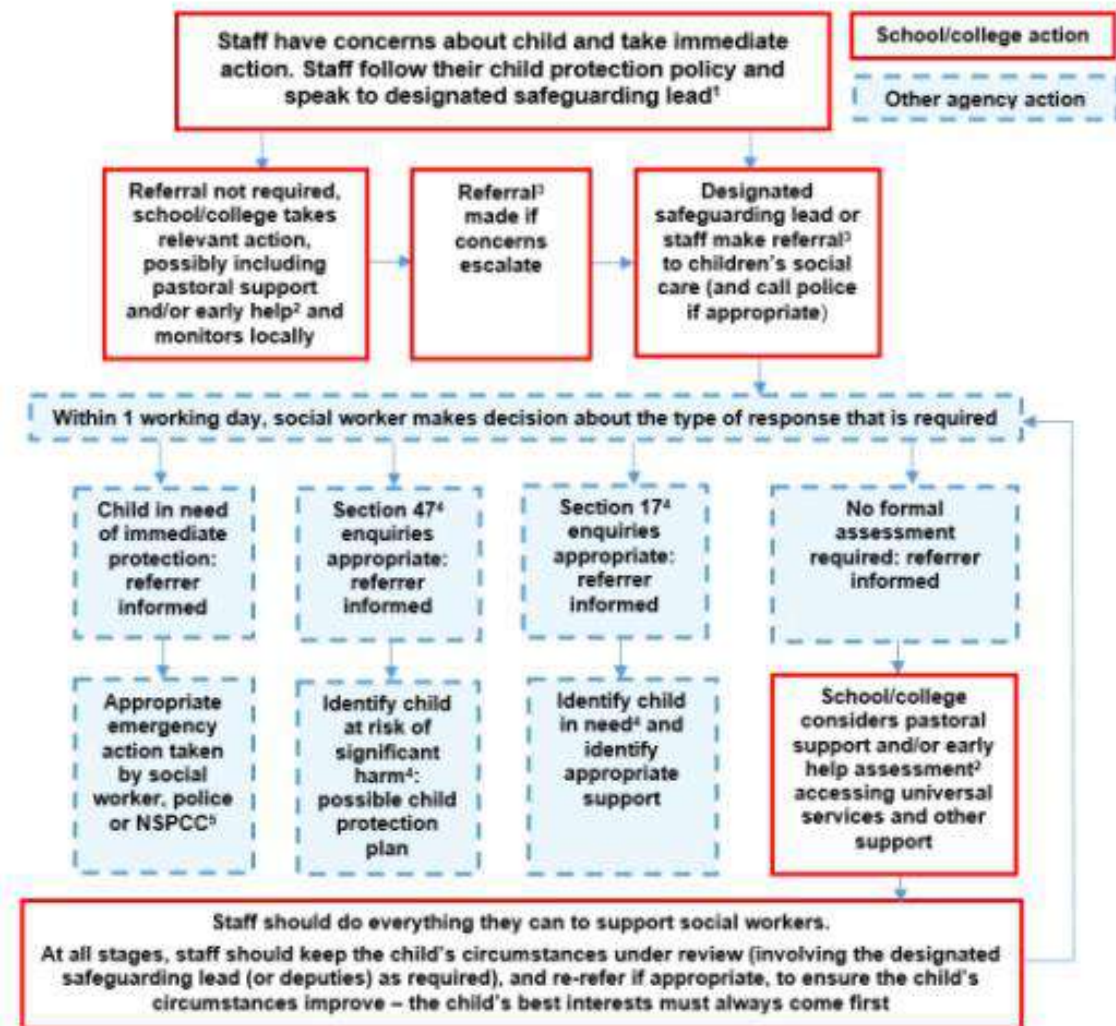 Staff have concerns about child and take immediate
action. Staff follow their child protection policy and
speak to designated safeguarding lead¹
School/college action
Other agency action
Referral not required,
school/college takes
relevant action,
possibly including
pastoral support
and/or early help² and
monitors locally
Referral³
made if
concerns
escalate
Designated
safeguarding lead or
staff make referral³
to children's social
care (and call police
if appropriate)
Within 1 working day, social worker makes decision about the type of response that is required
Child in need
of immediate
protection:
referrer
informed
Section 47⁴
enquiries
appropriate:
referrer
informed
Section 17⁴
enquiries
appropriate:
referrer
informed
No formal
assessment
required: referrer
informed
Appropriate
emergency
action taken
by social
worker, police
or NSPCC⁵
Identify child
at risk of
significant
harm⁴:
possible child
protection
plan
Identify child
in need⁴ and
identify
appropriate
support
School/college
considers pastoral
support and/or early
help assessment²
accessing universal
services and other
support
Staff should do everything they can to support social workers.
At all stages, staff should keep the child's circumstances under review (involving the designated
safeguarding lead (or deputies) as required), and re-refer if appropriate, to ensure the child's
circumstances improve – the child's best interests must always come first